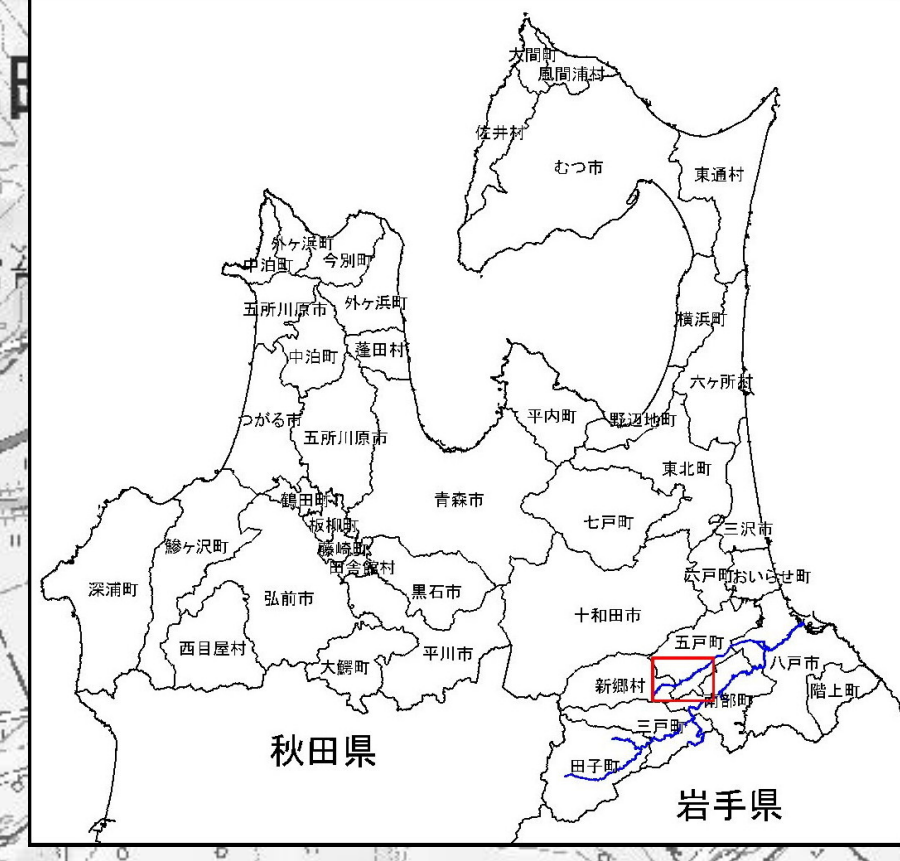 大間町
風間浦村
佐井村
むつ市
東通村
外ヶ浜町
中泊町
今別町
五所川原市
外ヶ浜町
横浜町
中泊町
蓬田村
六ヶ所村
つがる市
平内町
野辺地町
五所川原市
東北町
青森市
鶴田町
板柳町
七戸町
三沢市
藤崎町
鰺ヶ沢町
田舎館村
六戸町
おいらせ町
深浦町
弘前市
黒石市
十和田市
西目屋村
五戸町
平川市
大鰐町
八戸市
新郷村
階上町
南部町
三戸町
秋田県
田子町
岩手県